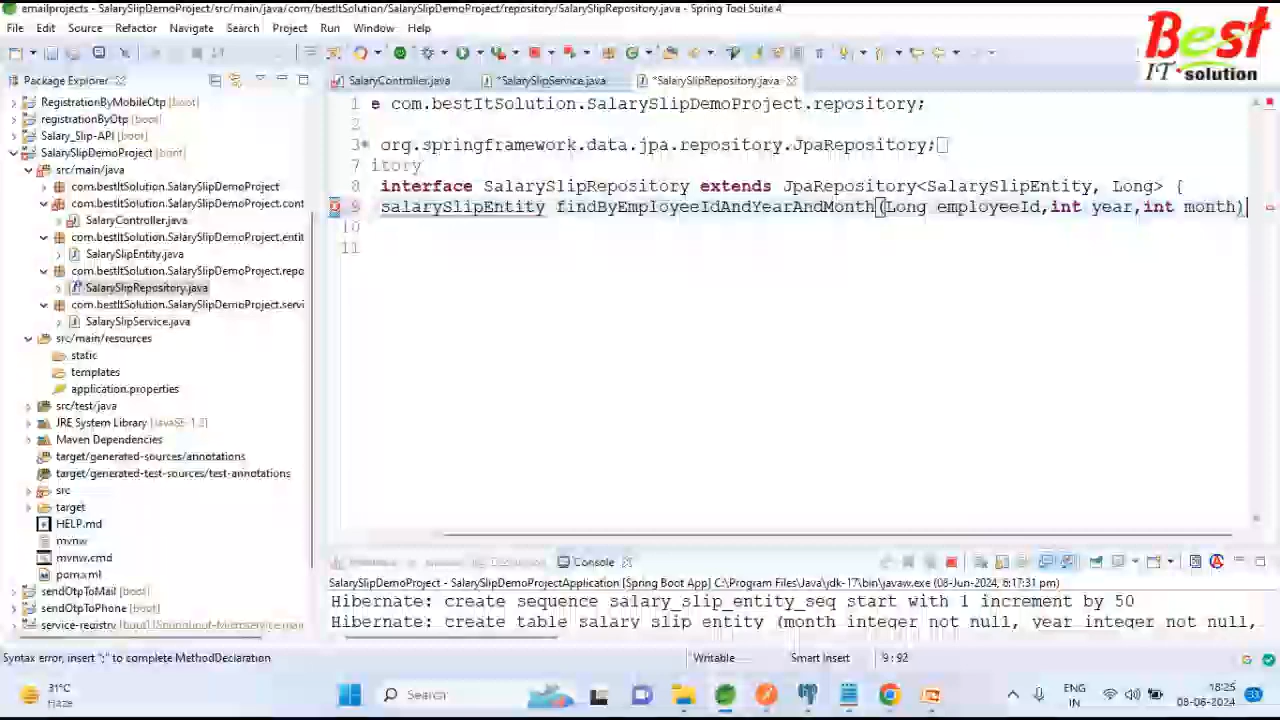 emailprojects - SalarySlipDemoProject/src/main/java/com/bestItSolution/SalarySlipDemoProject/repository/SalarySlipRepository.java - Spring Tool Suite 4
File Edit Source Refactor Navigate Search Project Run Window Help
Best
IT solution
Package Explorer
SalaryController.java
*SalarySlipService.java
*SalarySlipRepository.java
RegistrationByMobileOtp [boot]
registrationByOtp [boot]
Salary_Slip-API [boot]
SalarySlipDemoProject [boot]
src/main/java
com.bestItSolution.SalarySlipDemoProject
com.bestItSolution.SalarySlipDemoProject.cont
SalaryController.java
com.bestItSolution.SalarySlipDemoProject.entit
SalarySlipEntity.java
com.bestItSolution.SalarySlipDemoProject.repo
SalarySlipRepository.java
com.bestItSolution.SalarySlipDemoProject.servi
SalarySlipService.java
src/main/resources
static
templates
application.properties
src/test/java
JRE System Library
Maven Dependencies
target/generated-sources/annotations
target/generated-test-sources/test-annotations
src
target
HELP.md
mvnw
mvnw.cmd
pom.xml
sendOtpToMail [boot]
sendOtpToPhone [boot]
service-registry
1 e com.bestItSolution.SalarySlipDemoProject.repository;
2
3 org.springframework.data.jpa.repository.JpaRepository;
7 itory
8 interface SalarySlipRepository extends JpaRepository<SalarySlipEntity, Long> {
9 salarySlipEntity findByEmployeeIdAndYearAndMonth(Long employeeId,int year,int month)
10
11
Console
SalarySlipDemoProject - SalarySlipDemoProjectApplication [Spring Boot App] C:\Program Files\Java\jdk-17\bin\javaw.exe (08-Jun-2024, 6:17:31 pm)
Hibernate: create sequence salary_slip_entity_seq start with 1 increment by 50
Hibernate: create table salary_slip_entity (month integer not null, year integer not null,
Syntax error, insert ";" to complete MethodDeclaration
Writable
Smart Insert
9 : 92
31°C
Haze
Search
ENG
IN
18:25
08-06-2024